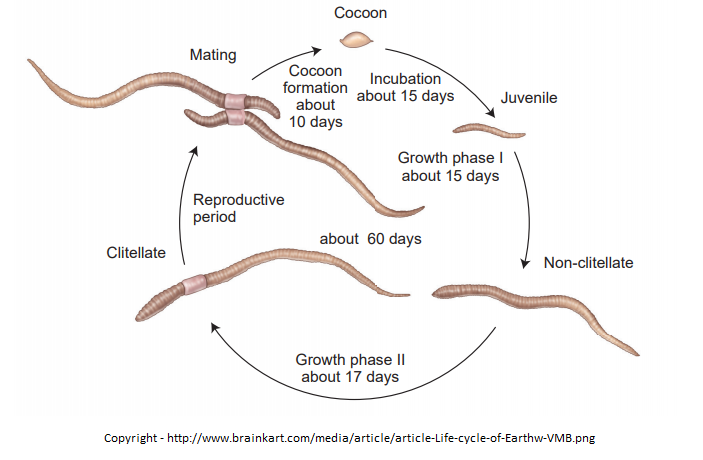 Cocoon
Mating
Cocoon
formation
about
10 days
Incubation
about 15 days
Juvenile
Growth phase I
about 15 days
Reproductive
period
about 60 days
Clitellate
Non-clitellate
Growth phase II
about 17 days
Copyright - http://www.brainkart.com/media/article/article-Life-cycle-of-Earthw-VMB.png